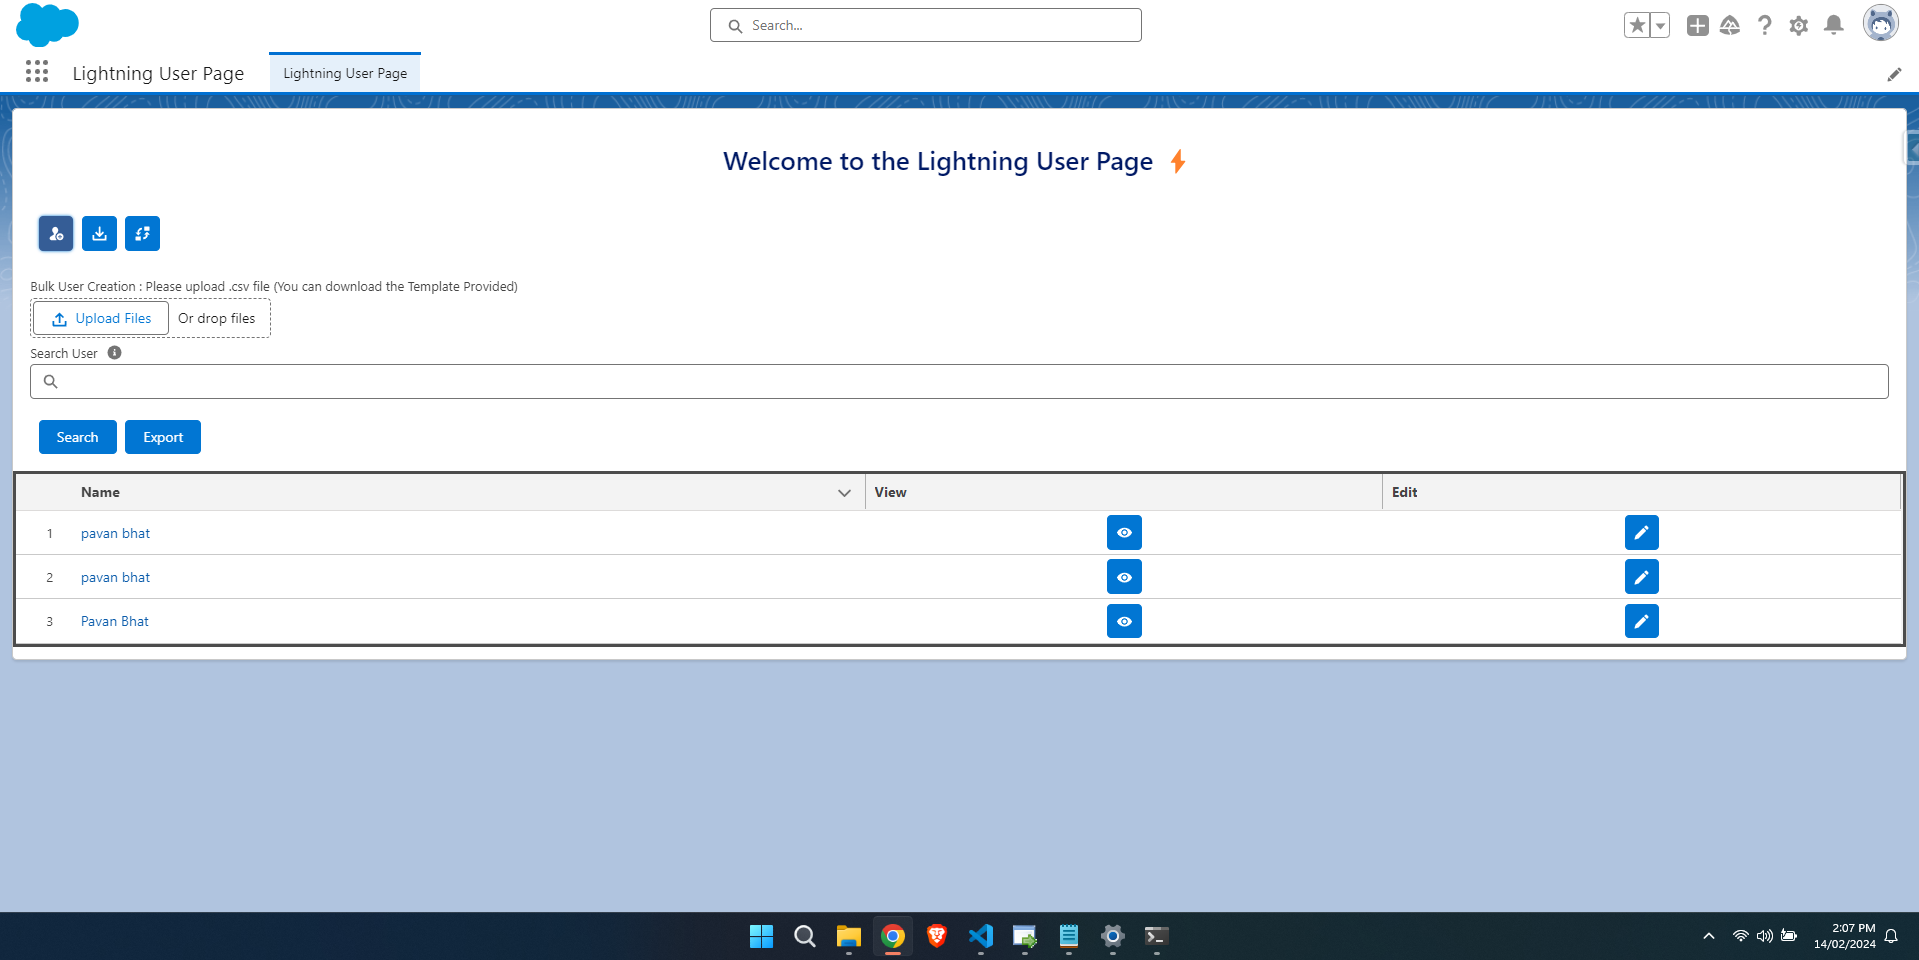 Search...
Lightning User Page
Lightning User Page
Welcome to the Lightning User Page
Bulk User Creation : Please upload .csv file (You can download the Template Provided)
Upload Files Or drop files
Search User
Search Export
Name View Edit
1 pavan bhat
2 pavan bhat
3 Pavan Bhat
2:07 PM
14/02/2024